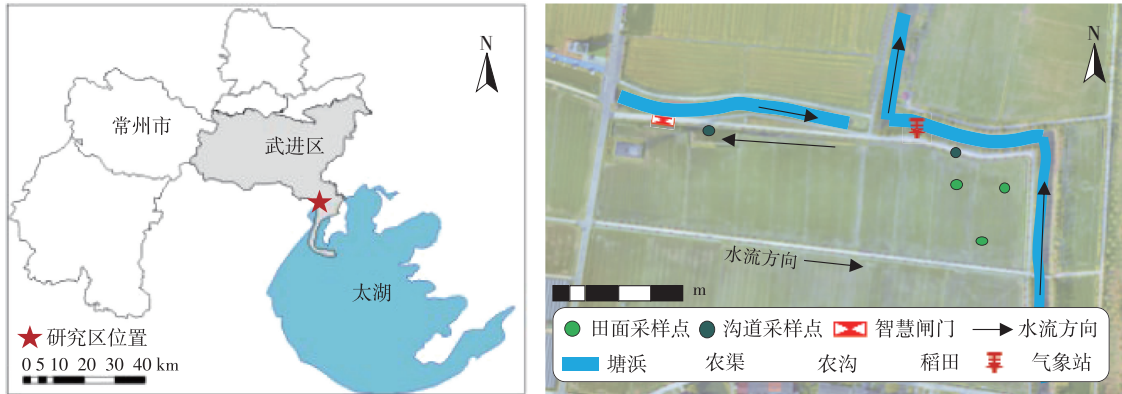 N
常州市
武进区
太湖
研究区位置
0 5 10 20 30 40 km
N
水流方向
m
田面采样点 沟道采样点 智慧闸门 水流方向
塘浜 农渠 农沟 稻田 气象站